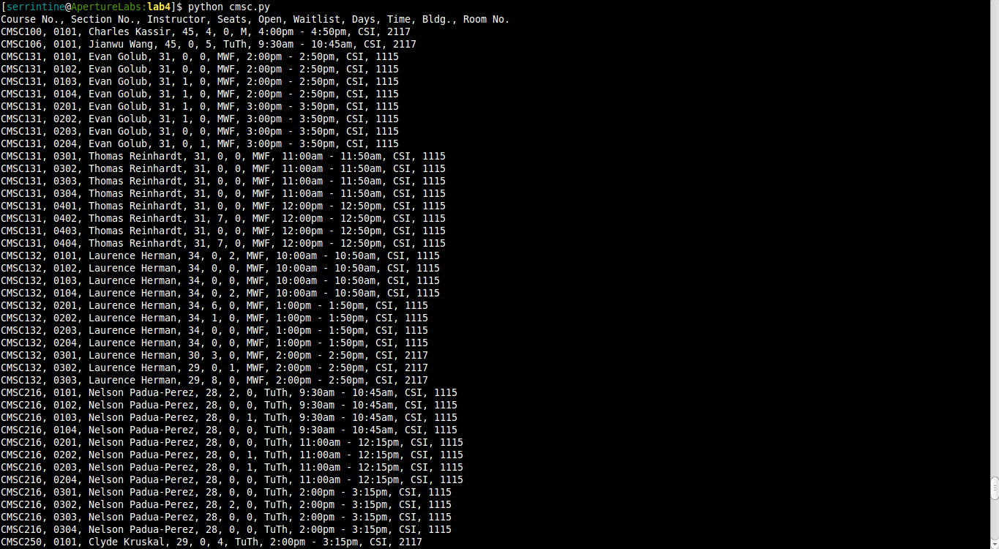 [serrintine@ApertureLabs:lab4]$ python cmsc.py
Course No., Section No., Instructor, Seats, Open, Waitlist, Days, Time, Bldg., Room No.
CMSC100, 0101, Charles Kassir, 45, 4, 0, M, 4:00pm - 4:50pm, CSI, 2117
CMSC106, 0101, Jianwu Wang, 45, 0, 5, TuTh, 9:30am - 10:45am, CSI, 2117
CMSC131, 0101, Evan Golub, 31, 0, 0, MWF, 2:00pm - 2:50pm, CSI, 1115
CMSC131, 0102, Evan Golub, 31, 0, 0, MWF, 2:00pm - 2:50pm, CSI, 1115
CMSC131, 0103, Evan Golub, 31, 1, 0, MWF, 2:00pm - 2:50pm, CSI, 1115
CMSC131, 0104, Evan Golub, 31, 1, 0, MWF, 2:00pm - 2:50pm, CSI, 1115
CMSC131, 0201, Evan Golub, 31, 1, 0, MWF, 3:00pm - 3:50pm, CSI, 1115
CMSC131, 0202, Evan Golub, 31, 1, 0, MWF, 3:00pm - 3:50pm, CSI, 1115
CMSC131, 0203, Evan Golub, 31, 0, 0, MWF, 3:00pm - 3:50pm, CSI, 1115
CMSC131, 0204, Evan Golub, 31, 0, 1, MWF, 3:00pm - 3:50pm, CSI, 1115
CMSC131, 0301, Thomas Reinhardt, 31, 0, 0, MWF, 11:00am - 11:50am, CSI, 1115
CMSC131, 0302, Thomas Reinhardt, 31, 0, 0, MWF, 11:00am - 11:50am, CSI, 1115
CMSC131, 0303, Thomas Reinhardt, 31, 0, 0, MWF, 11:00am - 11:50am, CSI, 1115
CMSC131, 0304, Thomas Reinhardt, 31, 0, 0, MWF, 11:00am - 11:50am, CSI, 1115
CMSC131, 0401, Thomas Reinhardt, 31, 0, 0, MWF, 12:00pm - 12:50pm, CSI, 1115
CMSC131, 0402, Thomas Reinhardt, 31, 7, 0, MWF, 12:00pm - 12:50pm, CSI, 1115
CMSC131, 0403, Thomas Reinhardt, 31, 0, 0, MWF, 12:00pm - 12:50pm, CSI, 1115
CMSC131, 0404, Thomas Reinhardt, 31, 7, 0, MWF, 12:00pm - 12:50pm, CSI, 1115
CMSC132, 0101, Laurence Herman, 34, 0, 2, MWF, 10:00am - 10:50am, CSI, 1115
CMSC132, 0102, Laurence Herman, 34, 0, 0, MWF, 10:00am - 10:50am, CSI, 1115
CMSC132, 0103, Laurence Herman, 34, 0, 0, MWF, 10:00am - 10:50am, CSI, 1115
CMSC132, 0104, Laurence Herman, 34, 0, 2, MWF, 10:00am - 10:50am, CSI, 1115
CMSC132, 0201, Laurence Herman, 34, 6, 0, MWF, 1:00pm - 1:50pm, CSI, 1115
CMSC132, 0202, Laurence Herman, 34, 1, 0, MWF, 1:00pm - 1:50pm, CSI, 1115
CMSC132, 0203, Laurence Herman, 34, 0, 0, MWF, 1:00pm - 1:50pm, CSI, 1115
CMSC132, 0204, Laurence Herman, 34, 0, 0, MWF, 1:00pm - 1:50pm, CSI, 1115
CMSC132, 0301, Laurence Herman, 30, 3, 0, MWF, 2:00pm - 2:50pm, CSI, 2117
CMSC132, 0302, Laurence Herman, 29, 0, 1, MWF, 2:00pm - 2:50pm, CSI, 2117
CMSC132, 0303, Laurence Herman, 29, 8, 0, MWF, 2:00pm - 2:50pm, CSI, 2117
CMSC216, 0101, Nelson Padua-Perez, 28, 2, 0, TuTh, 9:30am - 10:45am, CSI, 1115
CMSC216, 0102, Nelson Padua-Perez, 28, 0, 0, TuTh, 9:30am - 10:45am, CSI, 1115
CMSC216, 0103, Nelson Padua-Perez, 28, 0, 1, TuTh, 9:30am - 10:45am, CSI, 1115
CMSC216, 0104, Nelson Padua-Perez, 28, 0, 0, TuTh, 9:30am - 10:45am, CSI, 1115
CMSC216, 0201, Nelson Padua-Perez, 28, 0, 0, TuTh, 11:00am - 12:15pm, CSI, 1115
CMSC216, 0202, Nelson Padua-Perez, 28, 0, 1, TuTh, 11:00am - 12:15pm, CSI, 1115
CMSC216, 0203, Nelson Padua-Perez, 28, 0, 1, TuTh, 11:00am - 12:15pm, CSI, 1115
CMSC216, 0204, Nelson Padua-Perez, 28, 0, 0, TuTh, 11:00am - 12:15pm, CSI, 1115
CMSC216, 0301, Nelson Padua-Perez, 28, 0, 0, TuTh, 2:00pm - 3:15pm, CSI, 1115
CMSC216, 0302, Nelson Padua-Perez, 28, 2, 0, TuTh, 2:00pm - 3:15pm, CSI, 1115
CMSC216, 0303, Nelson Padua-Perez, 28, 0, 0, TuTh, 2:00pm - 3:15pm, CSI, 1115
CMSC216, 0304, Nelson Padua-Perez, 28, 0, 0, TuTh, 2:00pm - 3:15pm, CSI, 1115
CMSC250, 0101, Clyde Kruskal, 29, 0, 4, TuTh, 2:00pm - 3:15pm, CSI, 2117